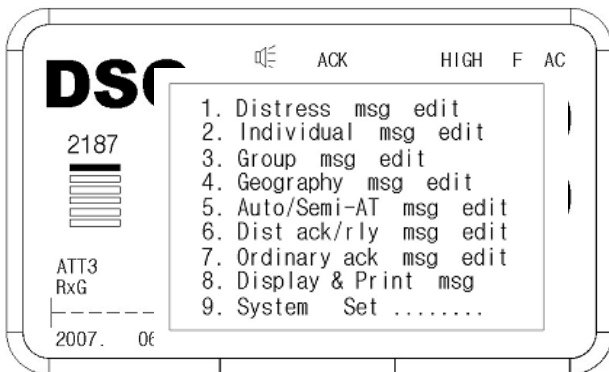 ACK HIGH F AC
DSC
2187
1. Distress msg edit
2. Individual msg edit
3. Group msg edit
4. Geography msg edit
5. Auto/Semi-AT msg edit
6. Dist ack/rly msg edit
7. Ordinary ack msg edit
8. Display & Print msg
9. System Set ........
ATT3
RxG
2007. 06